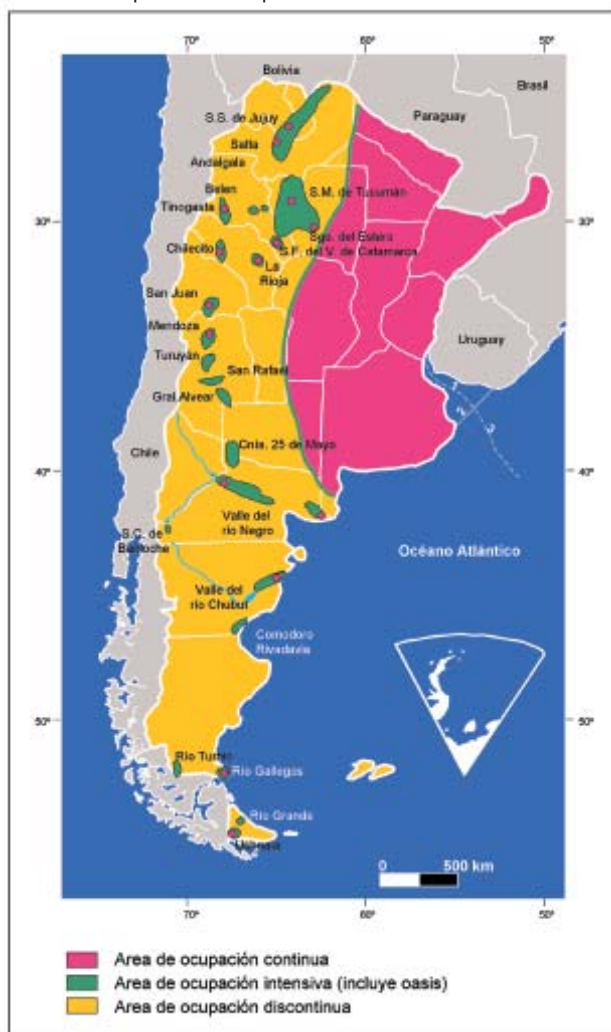 70°
60°
50°
Bolivia
Brasil
S.S. de Jujuy
Paraguay
Salta
Andalgala
Belen
S.M. de Tucumán
Tinogasta
30°
30°
Sgo. del Estero
Chilecito
S.F. del V. de Catamarca
La
Rioja
San Juan
Mendoza
Uruguay
Tunuyán
San Rafael
1
2
3
Gral. Alvear
Chile
Cnia. 25 de Mayo
40°
40°
Valle del
río Negro
S.C. de
Bariloche
Océano Atlántico
Valle del
río Chubut
Comodoro
Rivadavia
50°
50°
Río Turbio
Río Gallegos
Río Grande
Ushuaia
0
500 km
70°
60°
50°
Area de ocupación continua
Area de ocupación intensiva (incluye oasis)
Area de ocupación discontinua